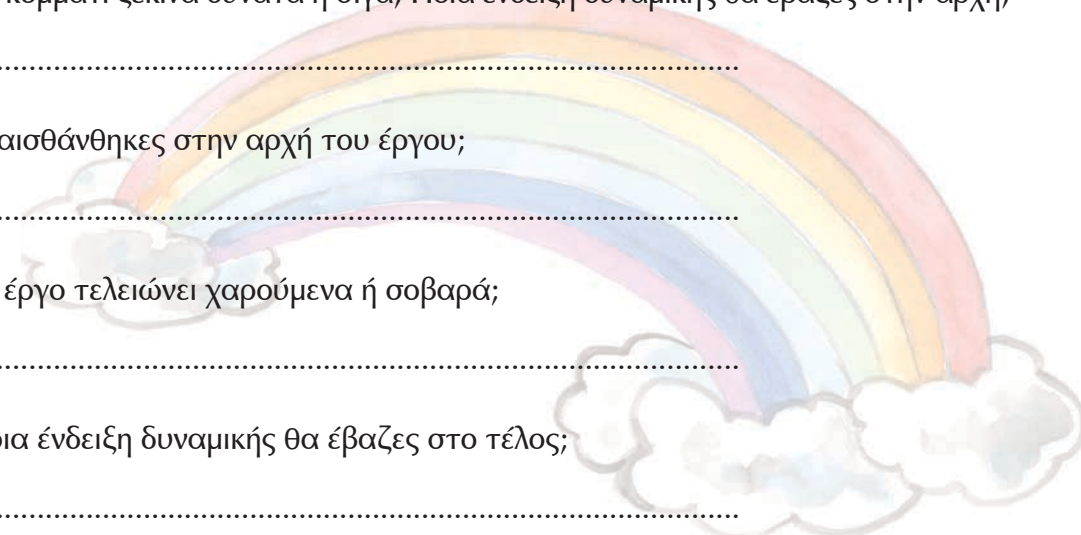 κομμάτι ξεκινά δυνατά ή σιγά; Ποια ένδειξη δυναμικής θα έβαζες στην αρχή;
αισθάνθηκες στην αρχή του έργου;
έργο τελειώνει χαρούμενα ή σοβαρά;
ένδειξη δυναμικής θα έβαζες στο τέλος;